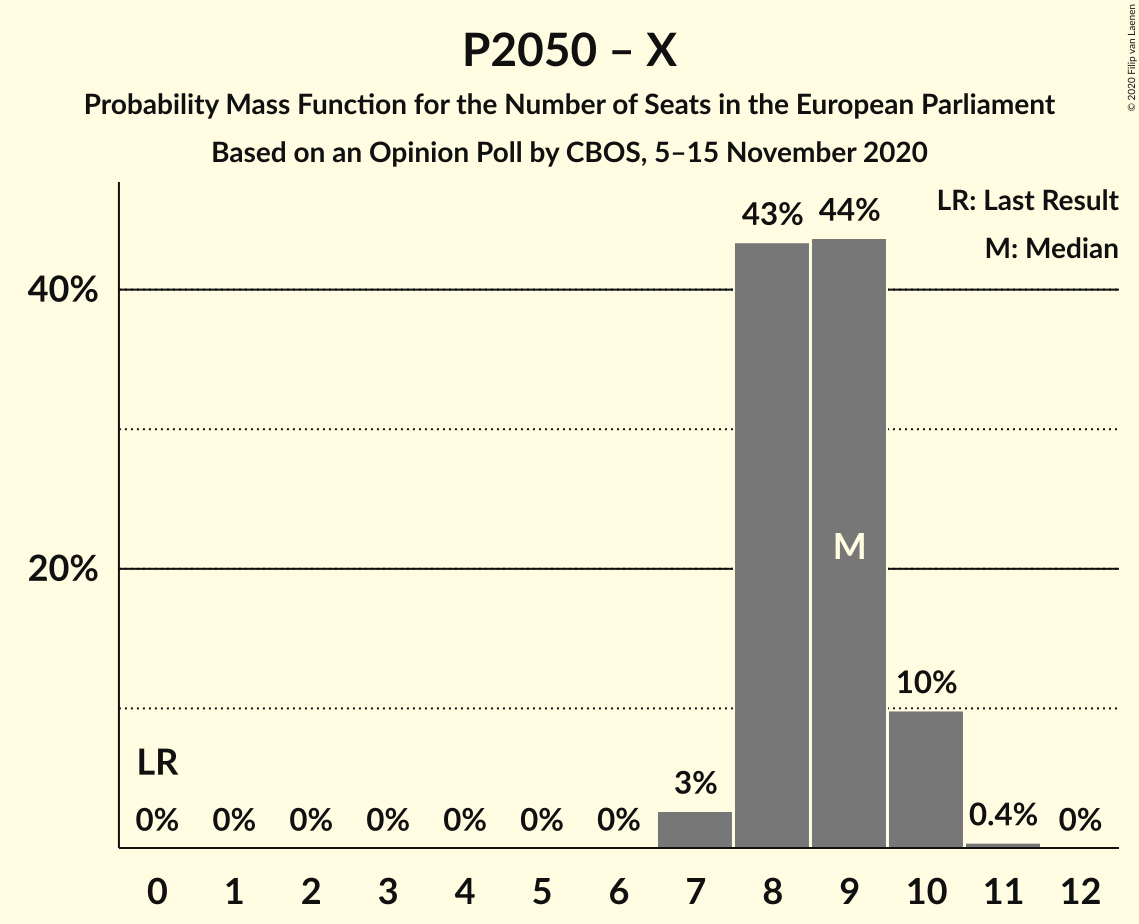 P2050 – X
Probability Mass Function for the Number of Seats in the European Parliament
Based on an Opinion Poll by CBOS, 5–15 November 2020
© 2020 Filip van Laenen
LR: Last Result
M: Median
43% 44%
40%
20%
M
10%
LR
3%
0% 0% 0% 0% 0% 0% 0% 0.4% 0%
0 1 2 3 4 5 6 7 8 9 10 11 12